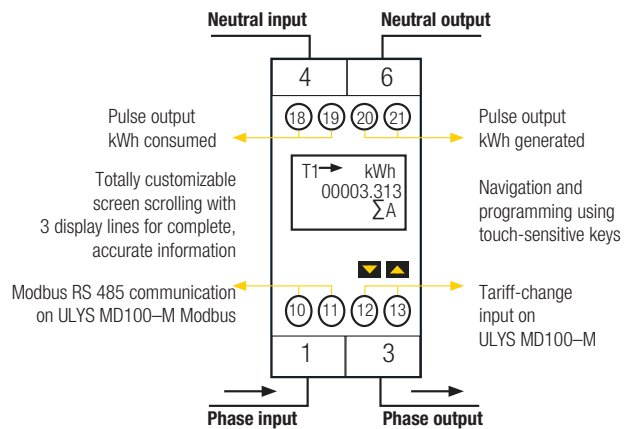 Neutral input
Neutral output
4
6
18
19
20
21
Pulse output
kWh consumed
Pulse output
kWh generated
T1 kWh
00003.313
∑A
Totally customizable
screen scrolling with
3 display lines for complete,
accurate information
Navigation and
programming using
touch-sensitive keys
Modbus RS 485 communication
on ULYS MD100–M Modbus
10
11
12
13
Tariff-change
input on
ULYS MD100–M
1
3
Phase input
Phase output